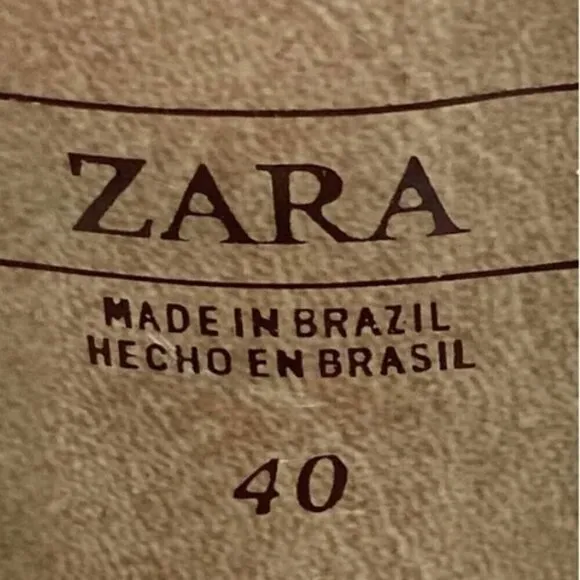 ZARA
MADE IN BRAZIL
HECHO EN BRASIL
40